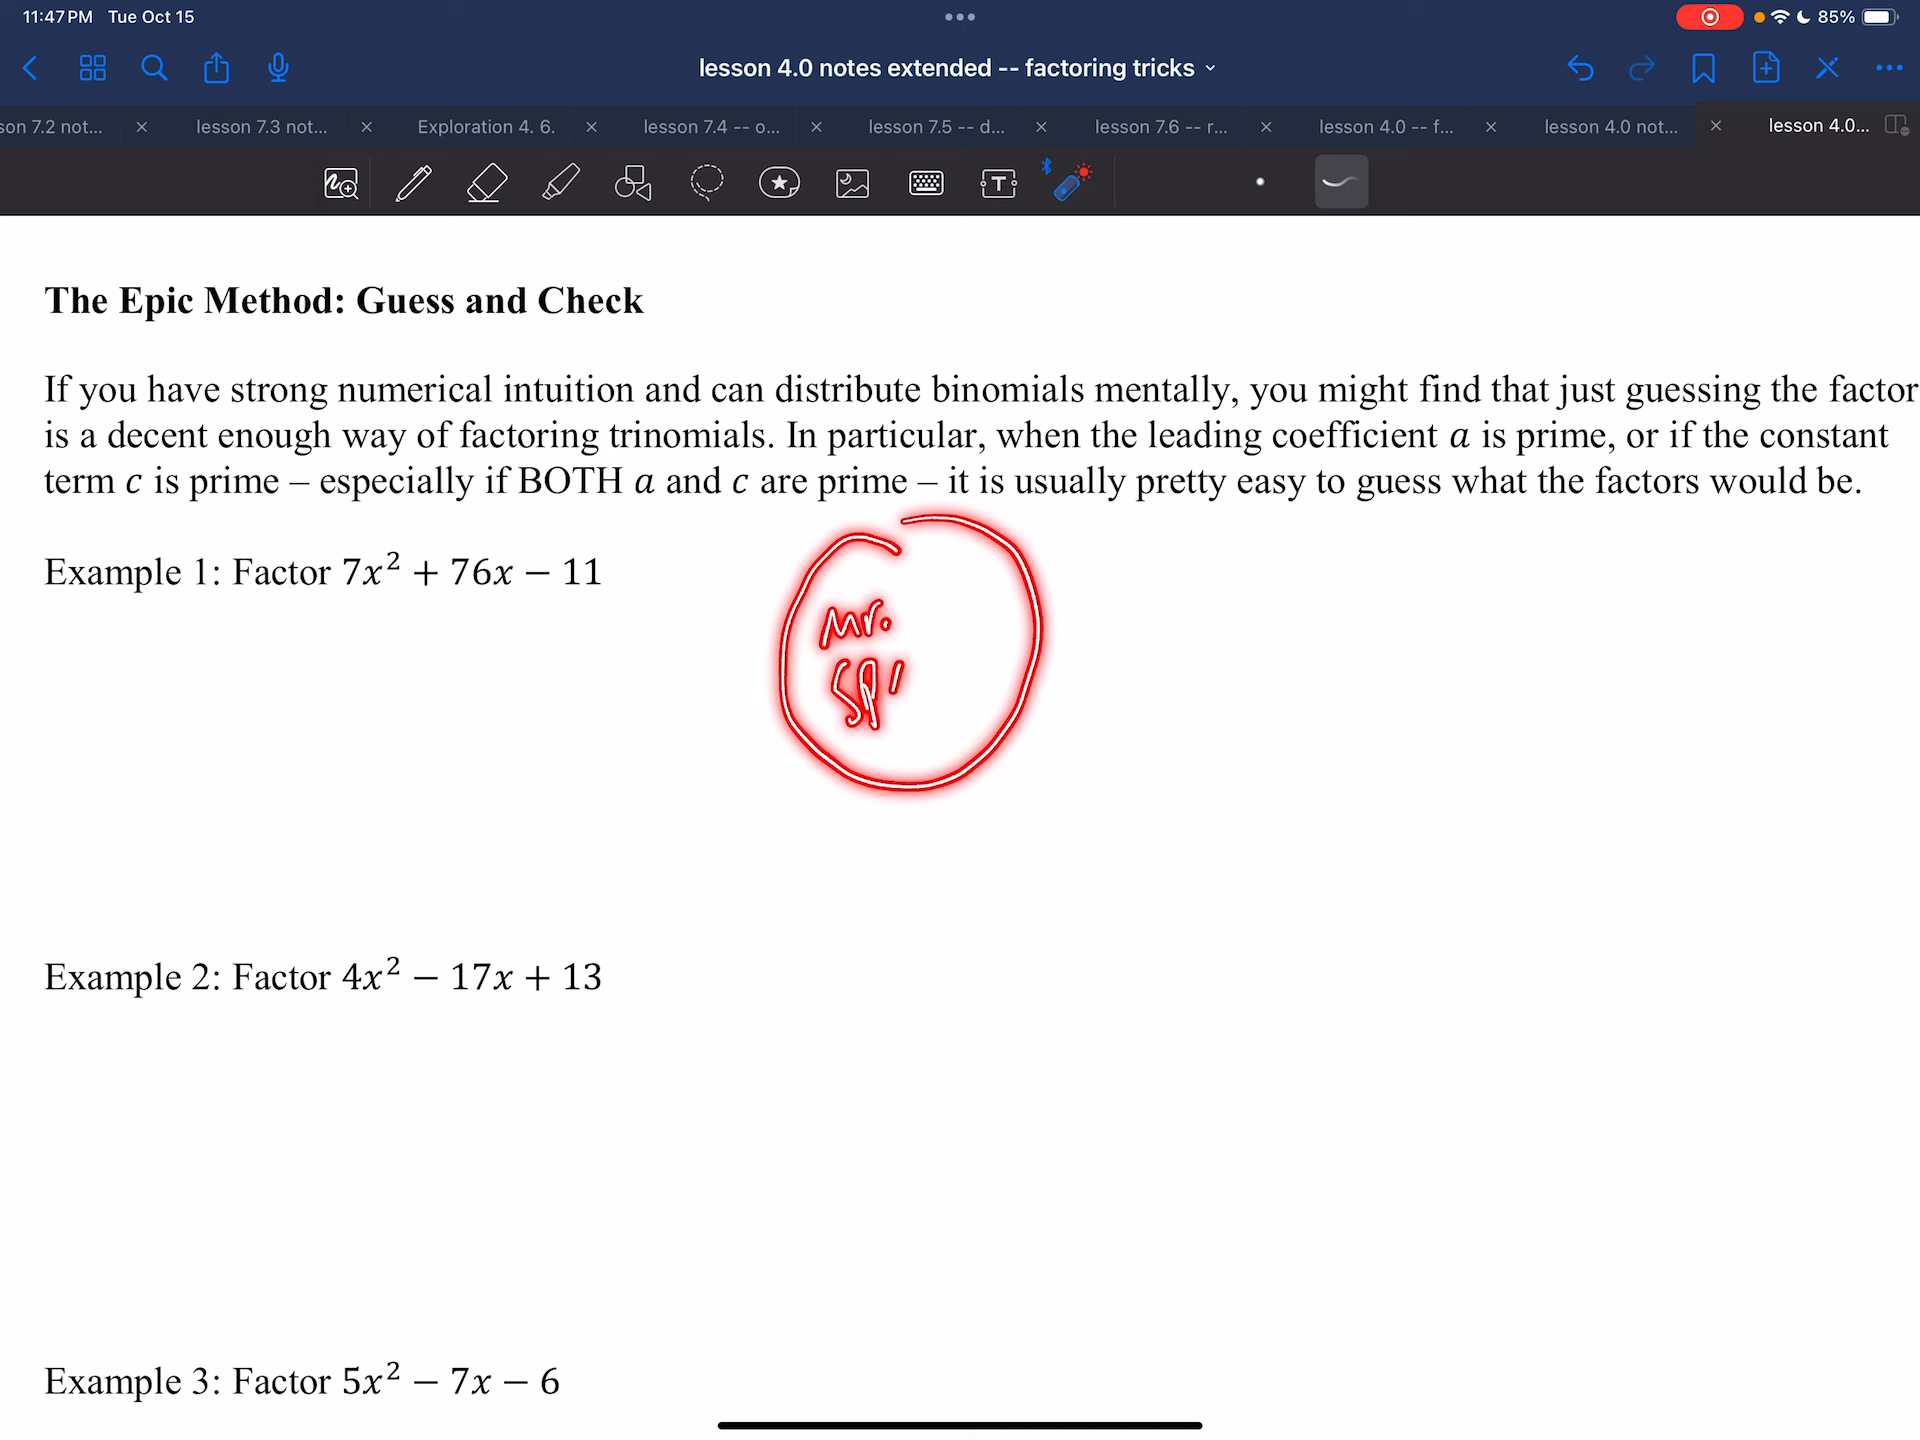 11:47 PM Tue Oct 15
85%
lesson 4.0 notes extended -- factoring tricks
son 7.2 not...
lesson 7.3 not...
Exploration 4. 6.
lesson 7.4 -- o...
lesson 7.5 -- d...
lesson 7.6 -- r...
lesson 4.0 -- f...
lesson 4.0 not...
lesson 4.0...
The Epic Method: Guess and Check
If you have strong numerical intuition and can distribute binomials mentally, you might find that just guessing the factor
is a decent enough way of factoring trinomials. In particular, when the leading coefficient a is prime, or if the constant
term c is prime – especially if BOTH a and c are prime – it is usually pretty easy to guess what the factors would be.
Example 1: Factor 7x² + 76x − 11
Mr.
Example 2: Factor 4x² − 17x + 13
Example 3: Factor 5x² − 7x − 6